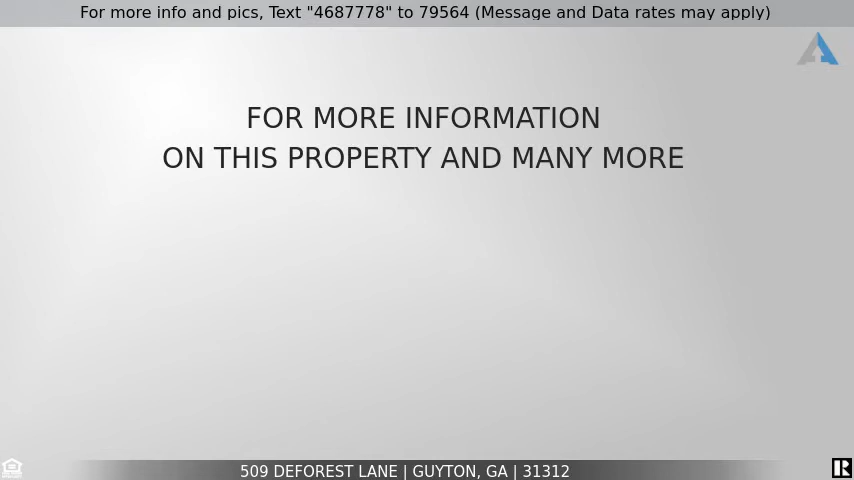 For more info and pics, Text "4687778" to 79564 (Message and Data rates may apply)
FOR MORE INFORMATION
ON THIS PROPERTY AND MANY MORE
509 DEFOREST LANE | GUYTON, GA | 31312